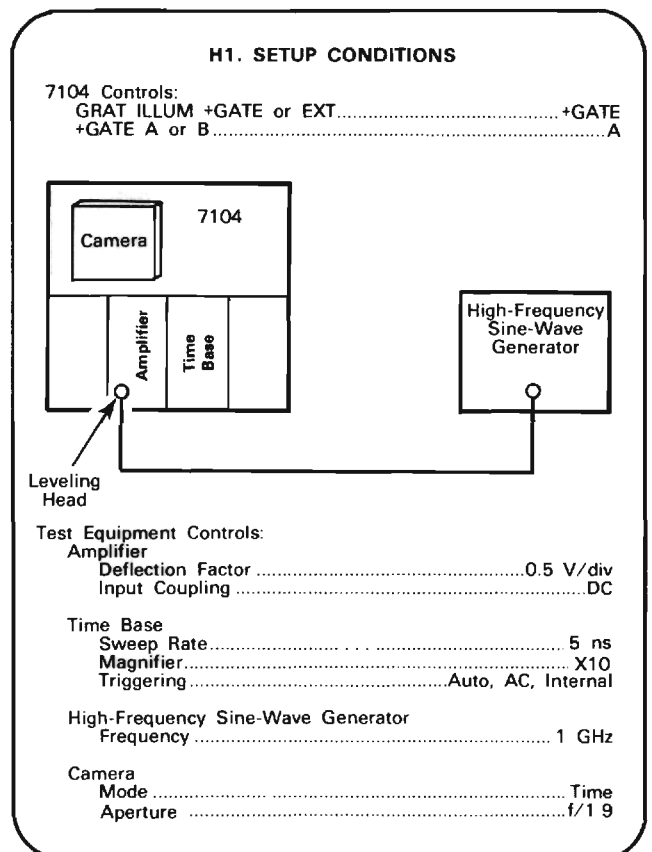 H1. SETUP CONDITIONS
7104 Controls:
GRAT ILLUM +GATE or EXT.......................................+GATE
+GATE A or B.....................................................................A
7104
Camera
Amplifier
Time
Base
High-Frequency
Sine-Wave
Generator
Leveling
Head
Test Equipment Controls:
Amplifier
Deflection Factor ...............................................0.5 V/div
Input Coupling ............................................................DC
Time Base
Sweep Rate............... . . . ................................. 5 ns
Magnifier................................................................. X10
Triggering.................................Auto, AC, Internal
High-Frequency Sine-Wave Generator
Frequency ............................................................ 1 GHz
Camera
Mode ..................................................................... Time
Aperture ................................................................f/1 9